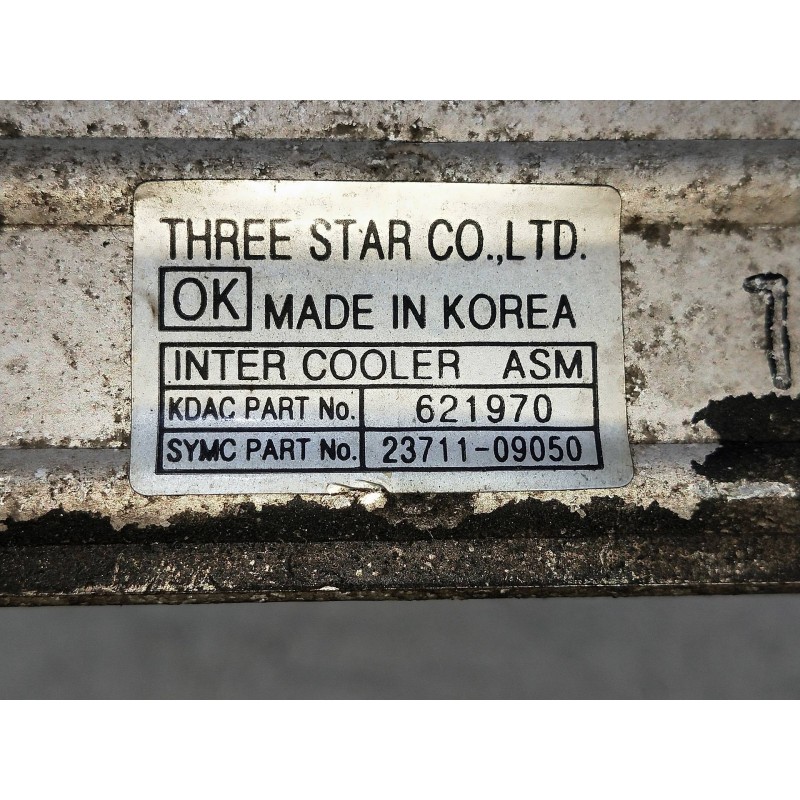 THREE STAR CO.,LTD.
OK MADE IN KOREA
INTER COOLER ASM
KDAC PART No. 621970
SYMC PART No. 23711-09050
1